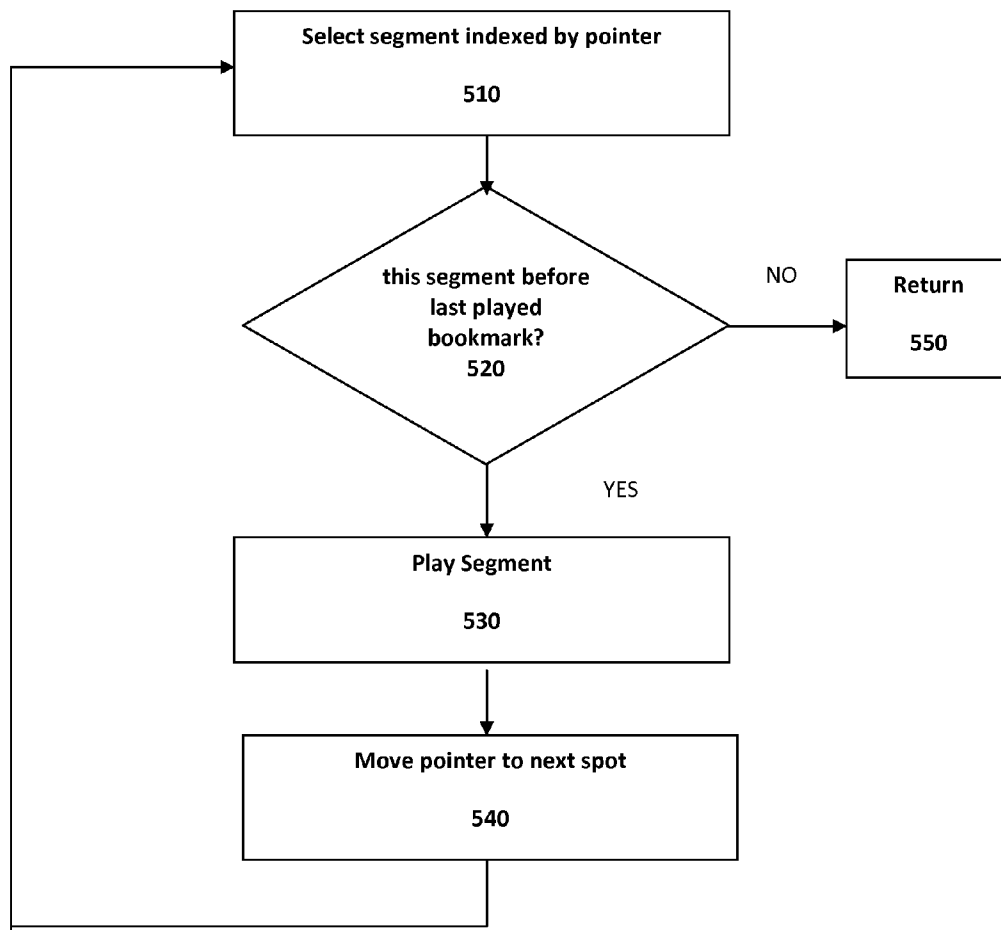 Select segment indexed by pointer
510
this segment before
last played
bookmark?
520
NO
Return
550
YES
Play Segment
530
Move pointer to next spot
540